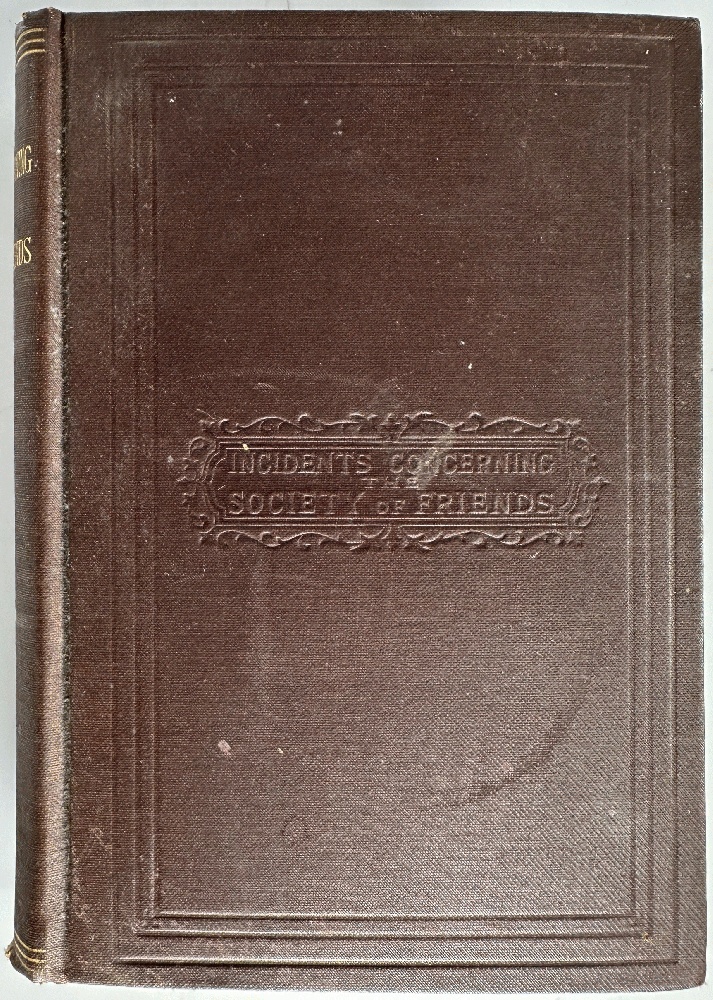 INCIDENTS CONCERNING
THE
SOCIETY OF FRIENDS